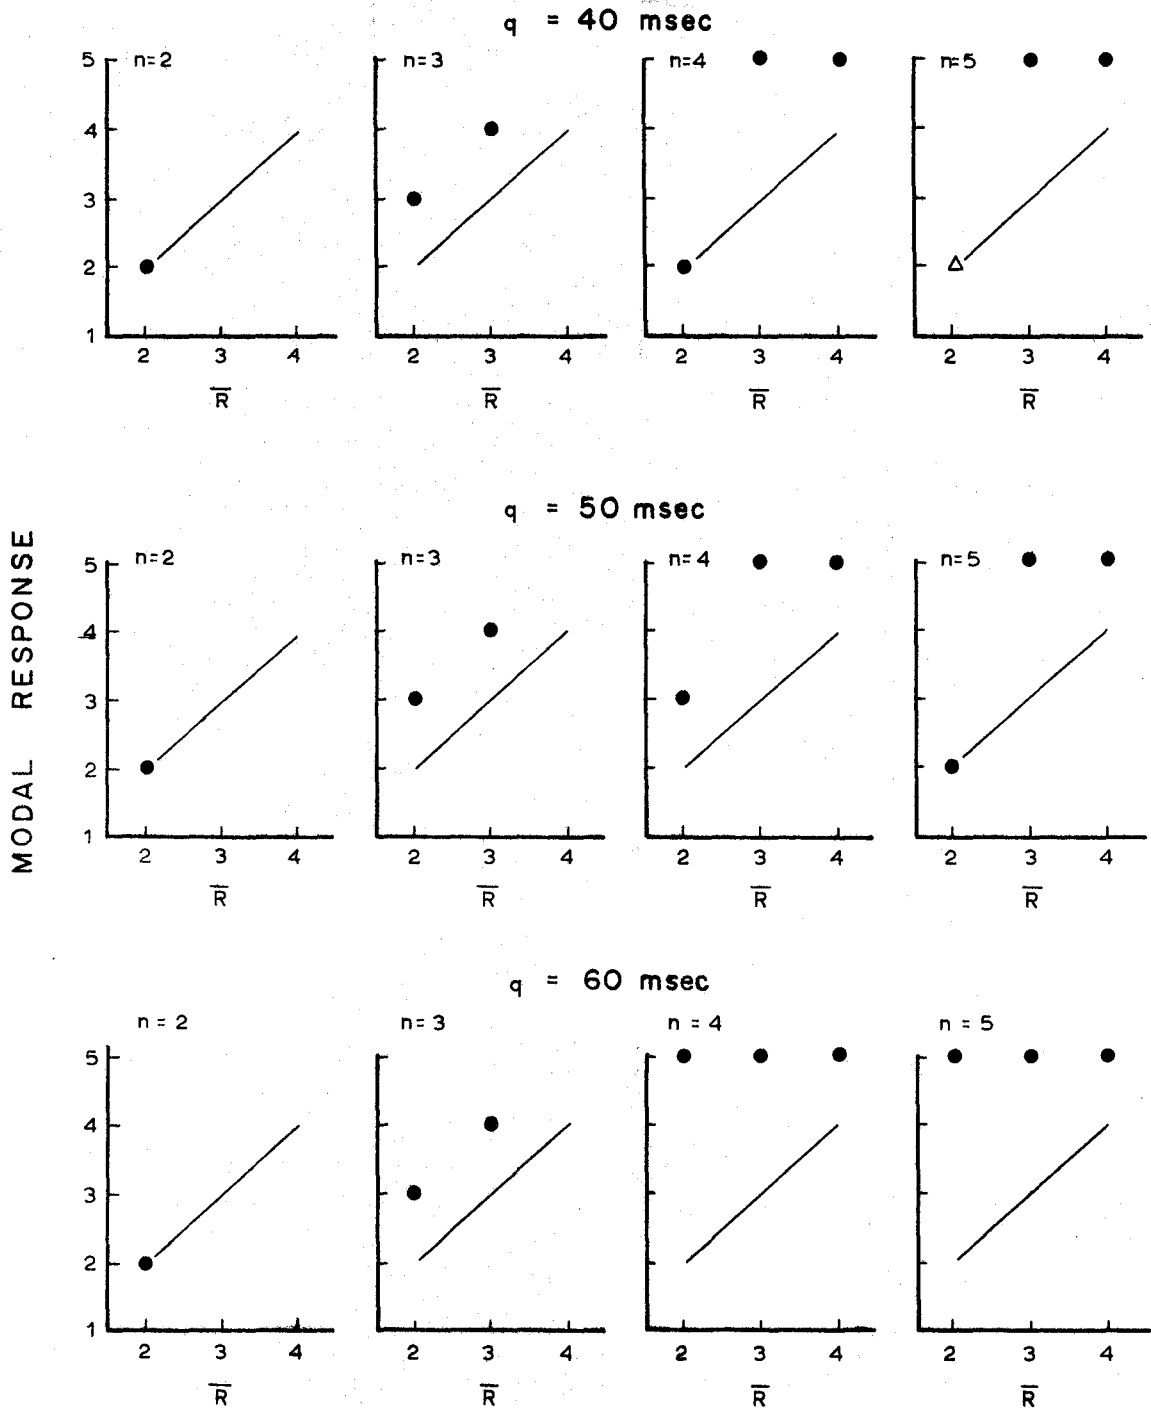 q = 40 msec
n=2 n=3 n=4 n=5
5
4
3
2
1
2 3 4 2 3 4 2 3 4 2 3 4
R̅ R̅ R̅ R̅
MODAL RESPONSE
q = 50 msec
n=2 n=3 n=4 n=5
5
4
3
2
1
2 3 4 2 3 4 2 3 4 2 3 4
R̅ R̅ R̅ R̅
q = 60 msec
n = 2 n=3 n = 4 n = 5
5
4
3
2
1
2 3 4 2 3 4 2 3 4 2 3 4
R̅ R̅ R̅ R̅